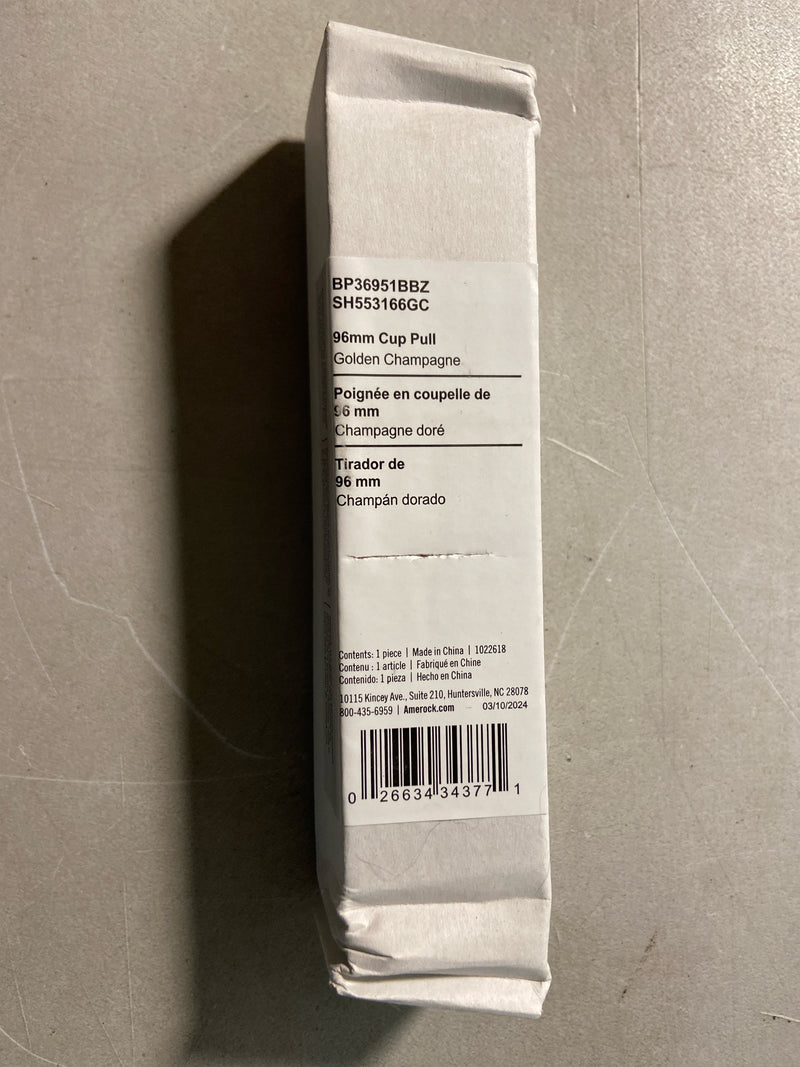 BP36951BBZ
SH553166GC
96mm Cup Pull
Golden Champagne
Poignée en coupelle de
96 mm
Champagne doré
Tirador de
96 mm
Champán dorado
Contents: 1 piece | Made in China | 1022618
Contenu : 1 article | Fabriqué en Chine
Contenido: 1 pieza | Hecho en China
10115 Kincey Ave., Suite 210, Huntersville, NC 28078
800-435-6959 | Amerock.com 03/10/2024
0 26634 34377 1